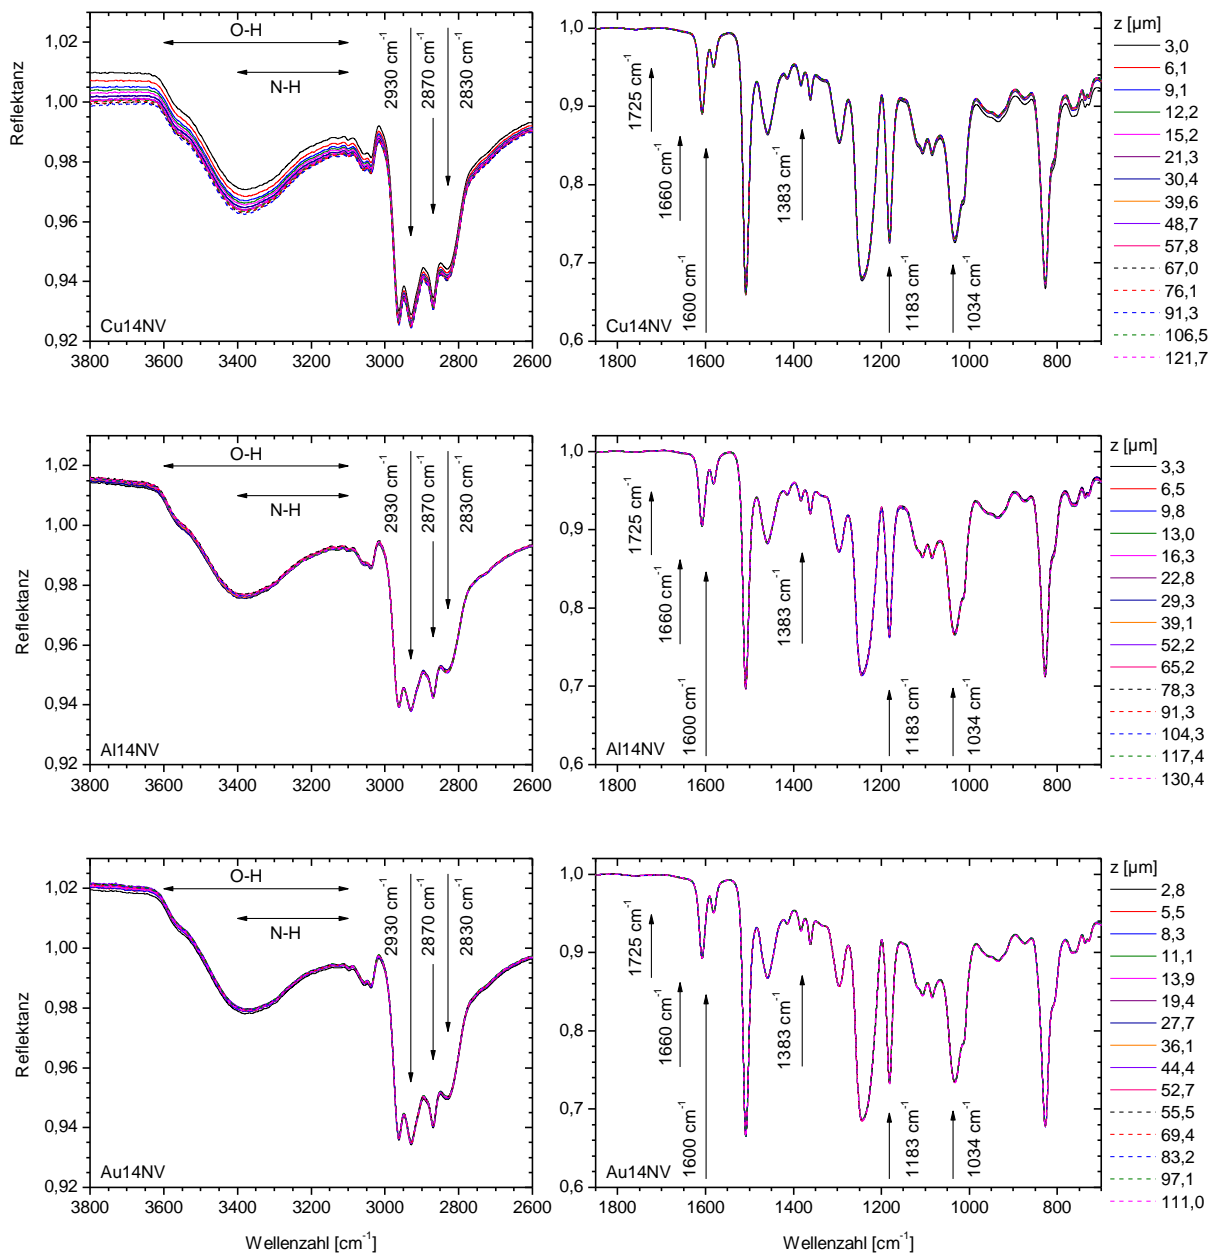 1,02
1,00
0,98
0,96
0,94
0,92
Reflektanz
O-H
N-H
2930 cm⁻¹
2870 cm⁻¹
2830 cm⁻¹
Cu14NV
3800 3600 3400 3200 3000 2800 2600
1,0
0,9
0,8
0,7
0,6
1725 cm⁻¹
1660 cm⁻¹
1600 cm⁻¹
1383 cm⁻¹
1183 cm⁻¹
1034 cm⁻¹
Cu14NV
1800 1600 1400 1200 1000 800
z [µm]
3,0
6,1
9,1
12,2
15,2
21,3
30,4
39,6
48,7
57,8
67,0
76,1
91,3
106,5
121,7
1,02
1,00
0,98
0,96
0,94
0,92
Reflektanz
O-H
N-H
2930 cm⁻¹
2870 cm⁻¹
2830 cm⁻¹
Al14NV
3800 3600 3400 3200 3000 2800 2600
1,0
0,9
0,8
0,7
0,6
1725 cm⁻¹
1660 cm⁻¹
1600 cm⁻¹
1383 cm⁻¹
1183 cm⁻¹
1034 cm⁻¹
Al14NV
1800 1600 1400 1200 1000 800
z [µm]
3,3
6,5
9,8
13,0
16,3
22,8
29,3
39,1
52,2
65,2
78,3
91,3
104,3
117,4
130,4
1,02
1,00
0,98
0,96
0,94
0,92
Reflektanz
O-H
N-H
2930 cm⁻¹
2870 cm⁻¹
2830 cm⁻¹
Au14NV
3800 3600 3400 3200 3000 2800 2600
Wellenzahl [cm⁻¹]
1,0
0,9
0,8
0,7
0,6
1725 cm⁻¹
1660 cm⁻¹
1600 cm⁻¹
1383 cm⁻¹
1183 cm⁻¹
1034 cm⁻¹
Au14NV
1800 1600 1400 1200 1000 800
Wellenzahl [cm⁻¹]
z [µm]
2,8
5,5
8,3
11,1
13,9
19,4
27,7
36,1
44,4
52,7
55,5
69,4
83,2
97,1
111,0